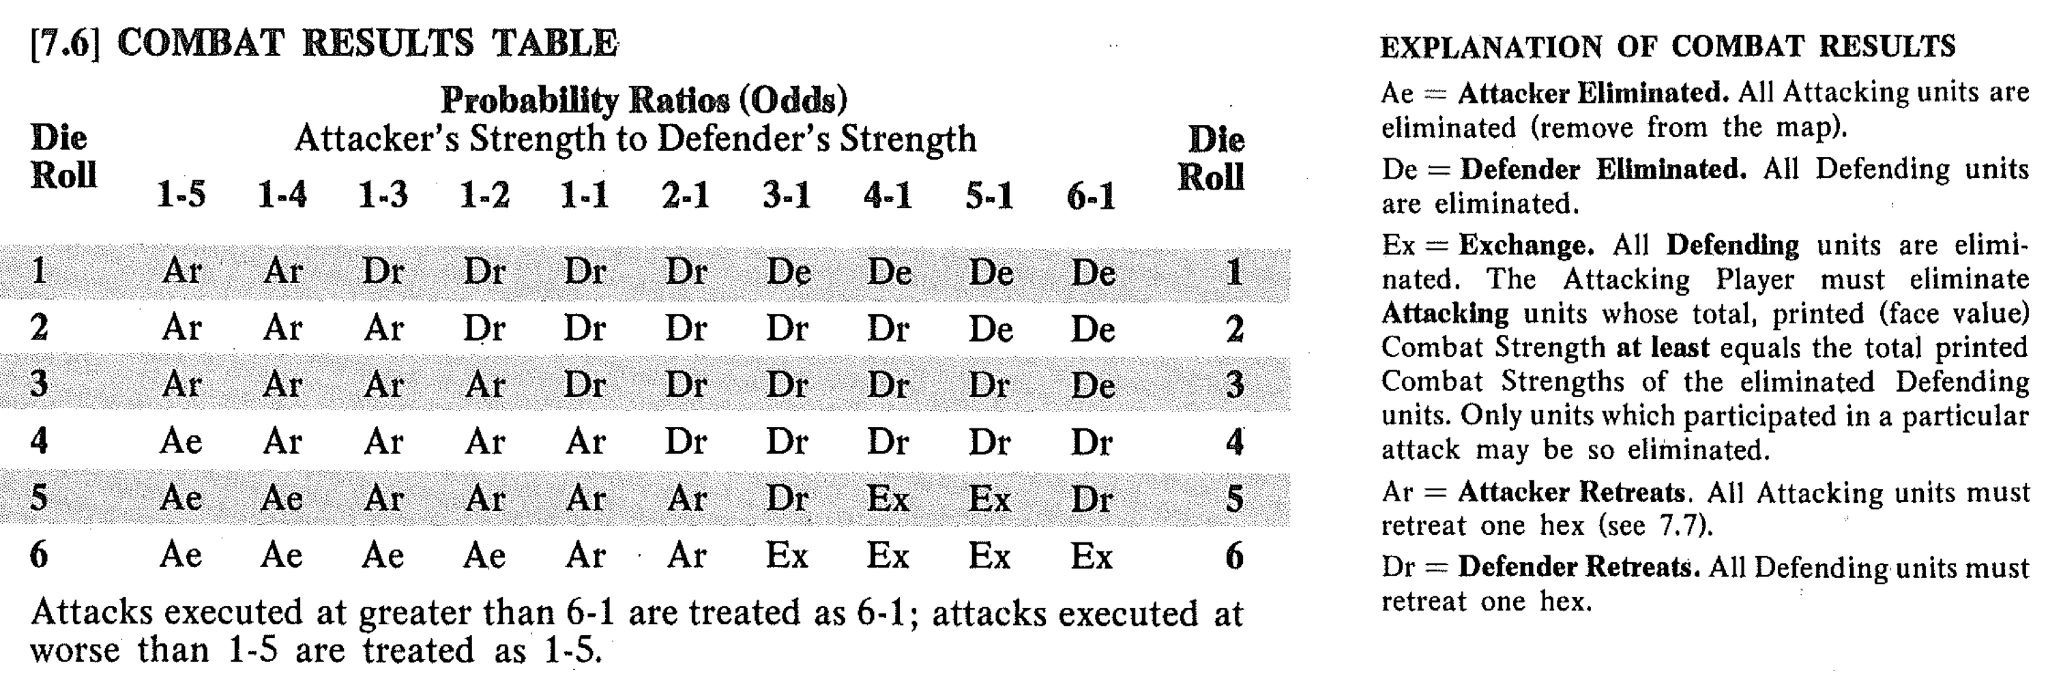 [7.6] COMBAT RESULTS TABLE
Probability Ratios (Odds)
Die Attacker's Strength to Defender's Strength Die
Roll 1-5 1-4 1-3 1-2 1-1 2-1 3-1 4-1 5-1 6-1 Roll
1 Ar Ar Dr Dr Dr Dr De De De De 1
2 Ar Ar Ar Dr Dr Dr Dr Dr De De 2
3 Ar Ar Ar Ar Dr Dr Dr Dr Dr De 3
4 Ae Ar Ar Ar Ar Dr Dr Dr Dr Dr 4
5 Ae Ae Ar Ar Ar Ar Dr Ex Ex Dr 5
6 Ae Ae Ae Ae Ar Ar Ex Ex Ex Ex 6
Attacks executed at greater than 6-1 are treated as 6-1; attacks executed at
worse than 1-5 are treated as 1-5.
EXPLANATION OF COMBAT RESULTS
Ae = Attacker Eliminated. All Attacking units are
eliminated (remove from the map).
De = Defender Eliminated. All Defending units
are eliminated.
Ex = Exchange. All Defending units are elimi-
nated. The Attacking Player must eliminate
Attacking units whose total, printed (face value)
Combat Strength at least equals the total printed
Combat Strengths of the eliminated Defending
units. Only units which participated in a particular
attack may be so eliminated.
Ar = Attacker Retreats. All Attacking units must
retreat one hex (see 7.7).
Dr = Defender Retreats. All Defending units must
retreat one hex.